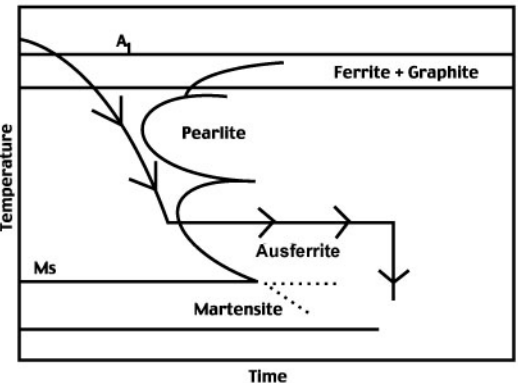 A1
Ferrite + Graphite
Pearlite
Temperature
Ausferrite
Ms
Martensite
Time